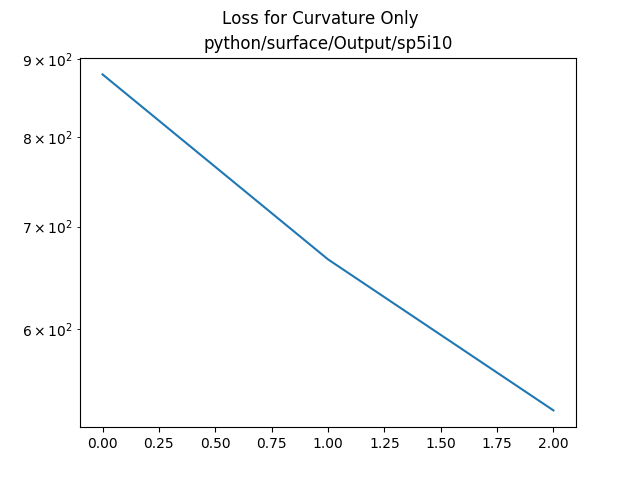 Loss for Curvature Only
python/surface/Output/sp5i10
9 × 10²
8 × 10²
7 × 10²
6 × 10²
0.00 0.25 0.50 0.75 1.00 1.25 1.50 1.75 2.00